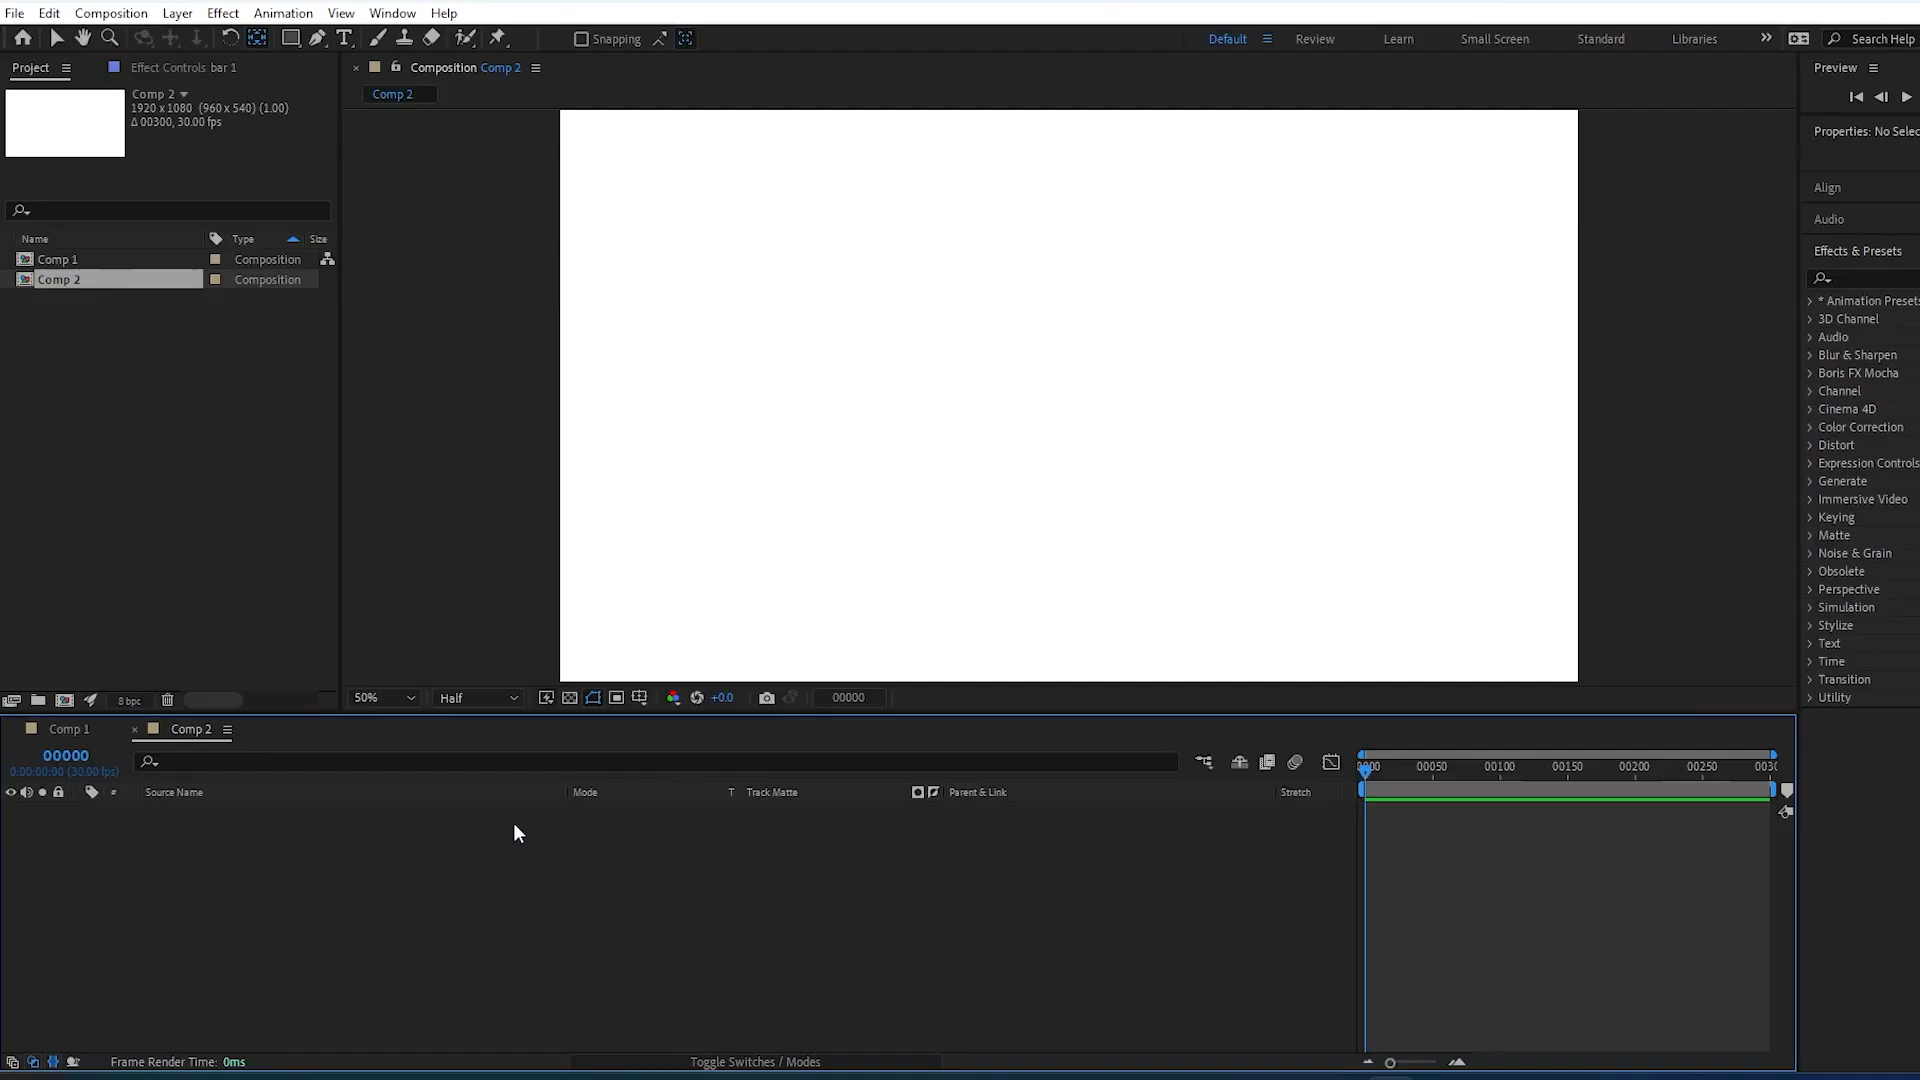 File Edit Composition Layer Effect Animation View Window Help
Snapping
Default Review Learn Small Screen Standard Libraries Search Help
Project Effect Controls bar 1
Composition Comp 2
Preview
Comp 2
1920 x 1080 (960 x 540) (1.00)
Δ 00300, 30.00 fps
Comp 2
Properties: No Selec
Align
Audio
Effects & Presets
Name Type Size
Comp 1 Composition
Comp 2 Composition
* Animation Presets
3D Channel
Audio
Blur & Sharpen
Boris FX Mocha
Channel
Cinema 4D
Color Correction
Distort
Expression Controls
Generate
Immersive Video
Keying
Matte
Noise & Grain
Obsolete
Perspective
Simulation
Stylize
Text
Time
Transition
Utility
8 bpc
50% Half +0.0 00000
Comp 1 Comp 2
00000
0:00:00:00 (30.00 fps)
0000 00050 00100 00150 00200 00250 0030
# Source Name Mode T Track Matte Parent & Link Stretch
Frame Render Time: 0ms
Toggle Switches / Modes